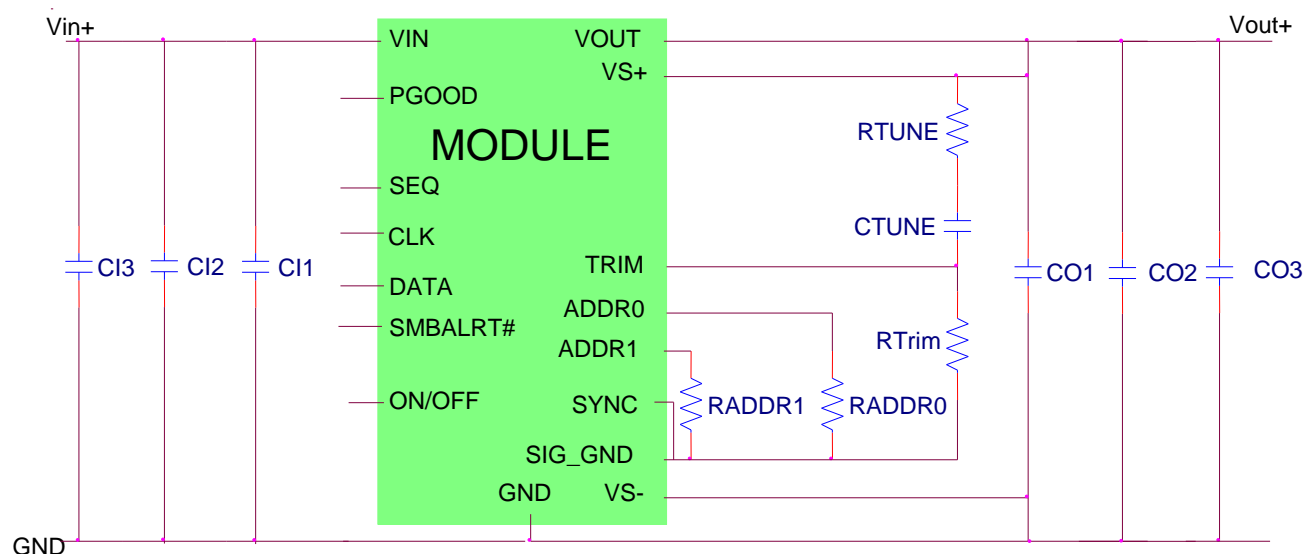 Vin+
VIN
VOUT
Vout+
VS+
PGOOD
RTUNE
MODULE
SEQ
CTUNE
CLK
TRIM
CI3
CI2
CI1
CO1
CO2
CO3
DATA
ADDR0
SMBALRT#
RTrim
ADDR1
ON/OFF
SYNC
RADDR1
RADDR0
SIG_GND
GND
VS-
GND